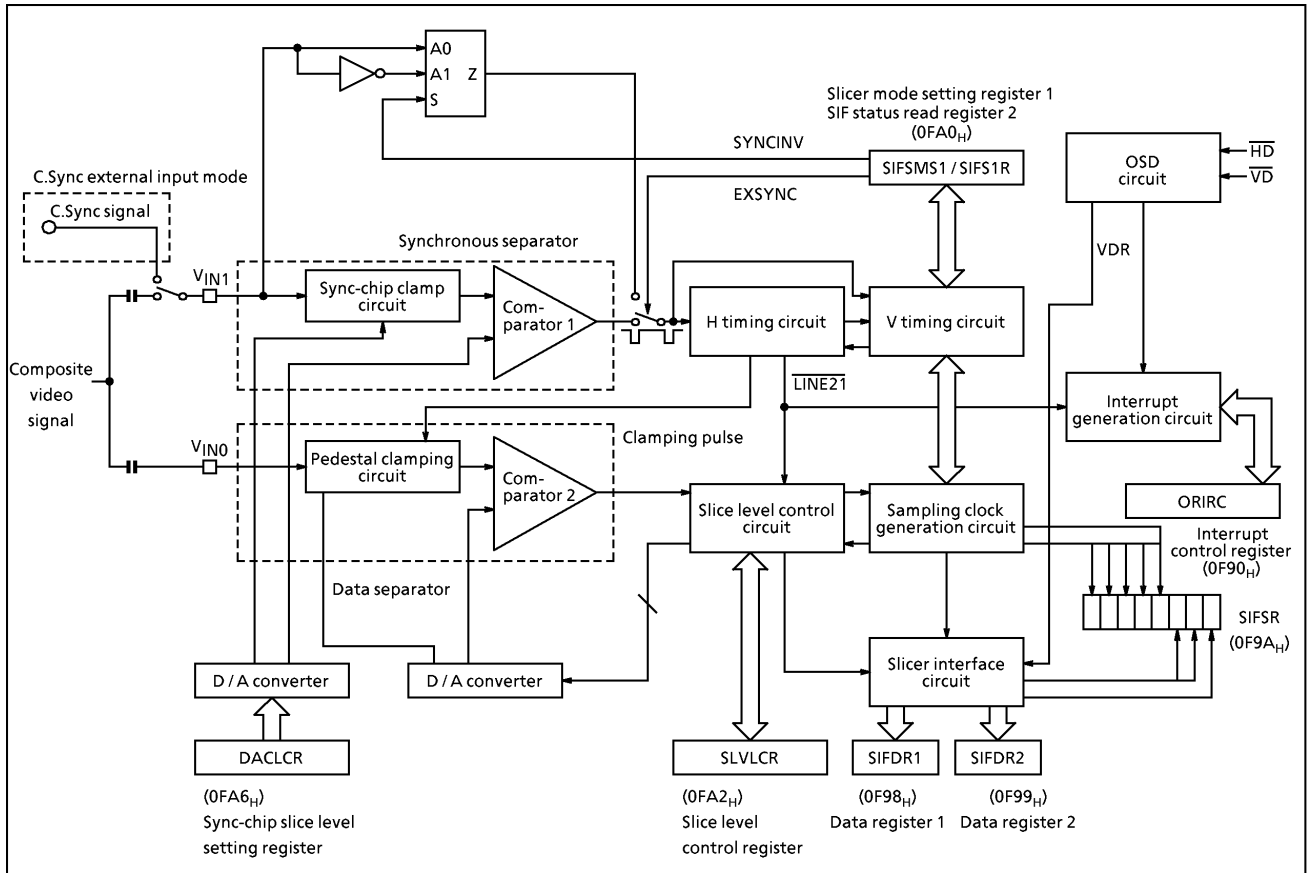 A0
A1 Z
S
Slicer mode setting register 1
SIF status read register 2
(0FA0H)
SYNCINV
SIFSMS1 / SIFS1R
EXSYNC
OSD
circuit
HD
VD
VDR
C.Sync external input mode
C.Sync signal
Synchronous separator
VIN1
Sync-chip clamp
circuit
Com-
parator 1
H timing circuit
V timing circuit
Composite
video
signal
LINE21
Interrupt
generation circuit
Clamping pulse
VIN0
Pedestal clamping
circuit
Com-
parator 2
Slice level control
circuit
Sampling clock
generation circuit
ORIRC
Interrupt
control register
(0F90H)
Data separator
SIFSR
(0F9AH)
Slicer interface
circuit
D / A converter
D / A converter
DACLCR
SLVLCR
SIFDR1
SIFDR2
(0FA6H)
Sync-chip slice level
setting register
(0FA2H)
Slice level
control register
(0F98H)
Data register 1
(0F99H)
Data register 2